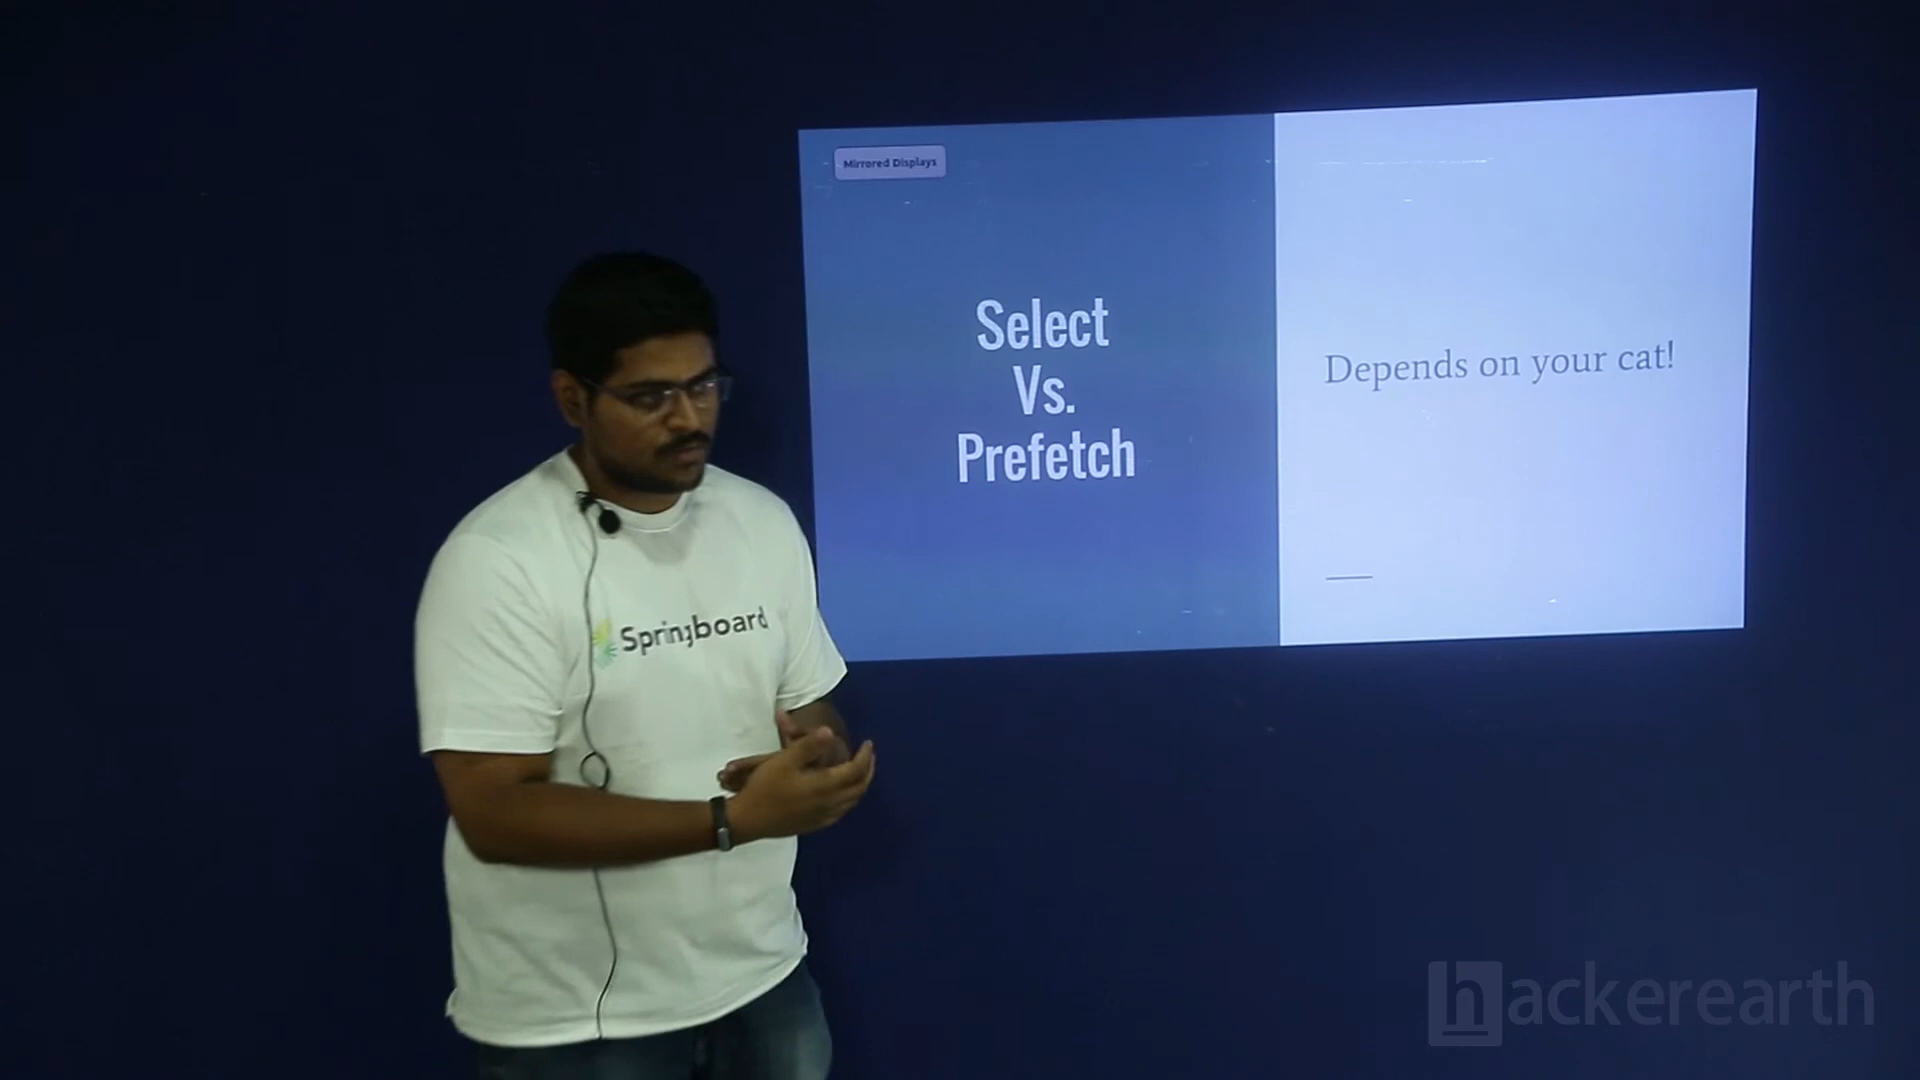 Mirrored Displays
Select
Vs.
Prefetch
Depends on your cat!
Springboard
hackerearth